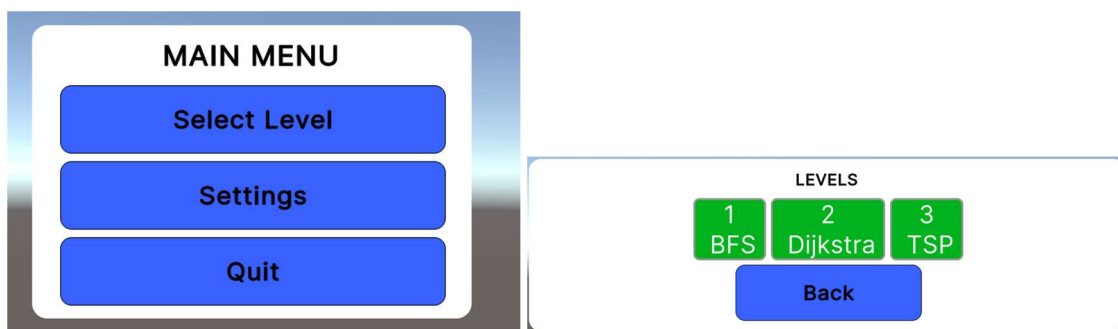 MAIN MENU
Select Level
Settings
Quit
LEVELS
1 2 3
BFS Dijkstra TSP
Back